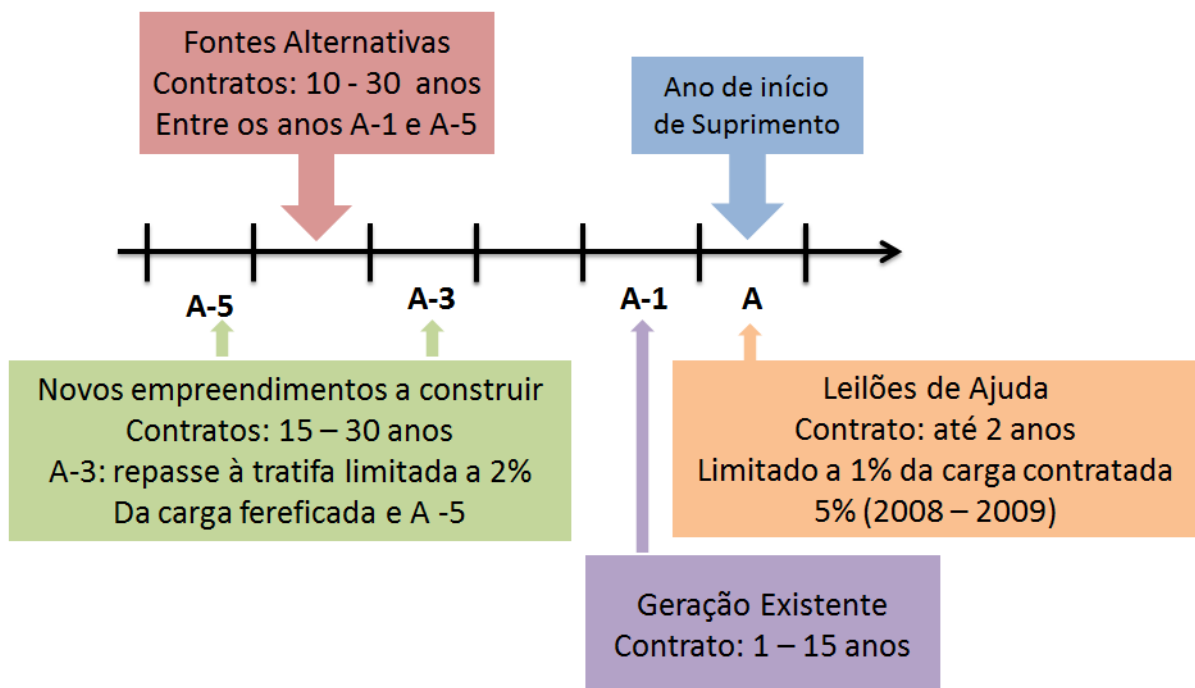 Fontes Alternativas
Contratos: 10 - 30 anos
Entre os anos A-1 e A-5
Ano de início
de Suprimento
A-5
A-3
A-1
A
Novos empreendimentos a construir
Contratos: 15 – 30 anos
A-3: repasse à tratifa limitada a 2%
Da carga fereficada e A -5
Leilões de Ajuda
Contrato: até 2 anos
Limitado a 1% da carga contratada
5% (2008 – 2009)
Geração Existente
Contrato: 1 – 15 anos